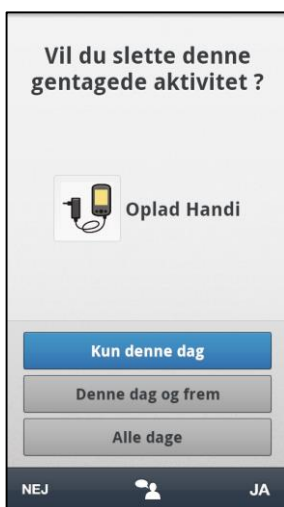 Vil du slette denne
gentagede aktivitet ?
Oplad Handi
Kun denne dag
Denne dag og frem
Alle dage
NEJ
JA